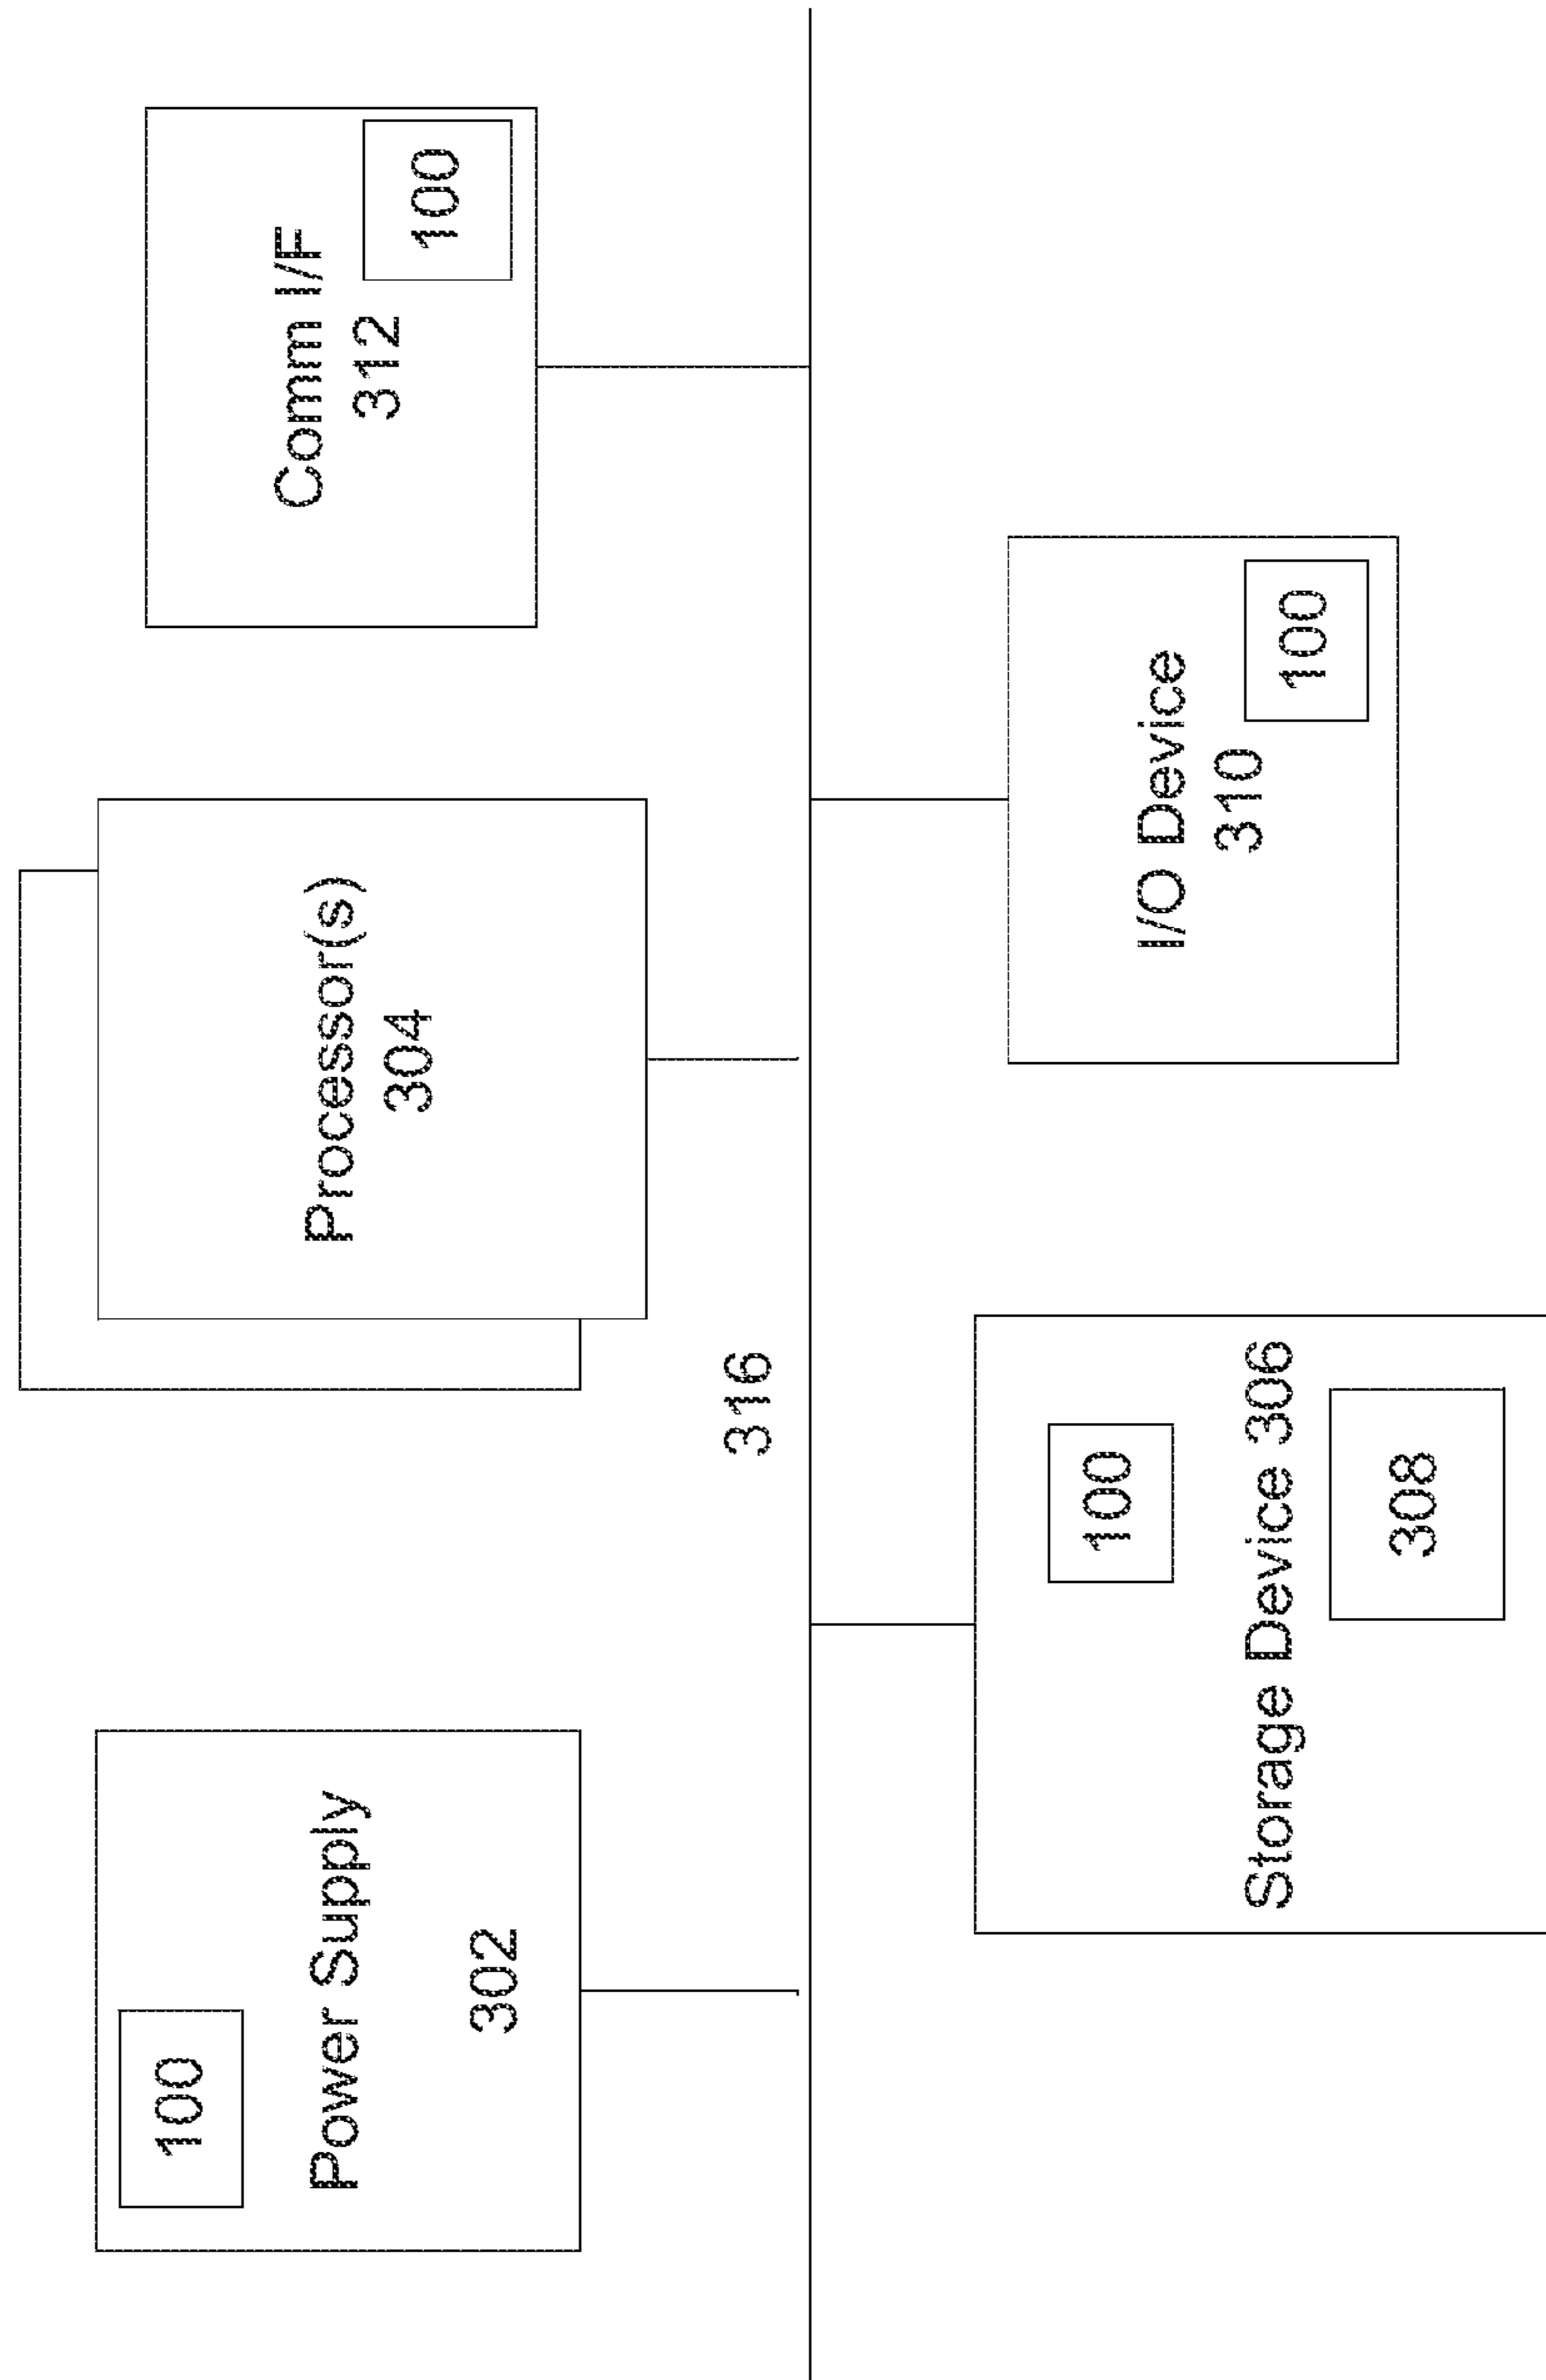 100
Power Supply
302
Processor(s)
304
Comm I/F
312
100
316
100
Storage Device 306
308
I/O Device
310
100